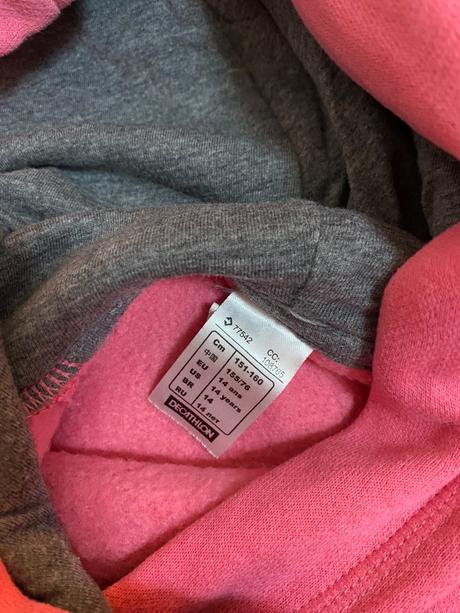 77542 CC: 108765
Cm 151-160
中国 155/76
EU 14 ans
US 14 years
BR 14
RU 14 лет
DECATHLON